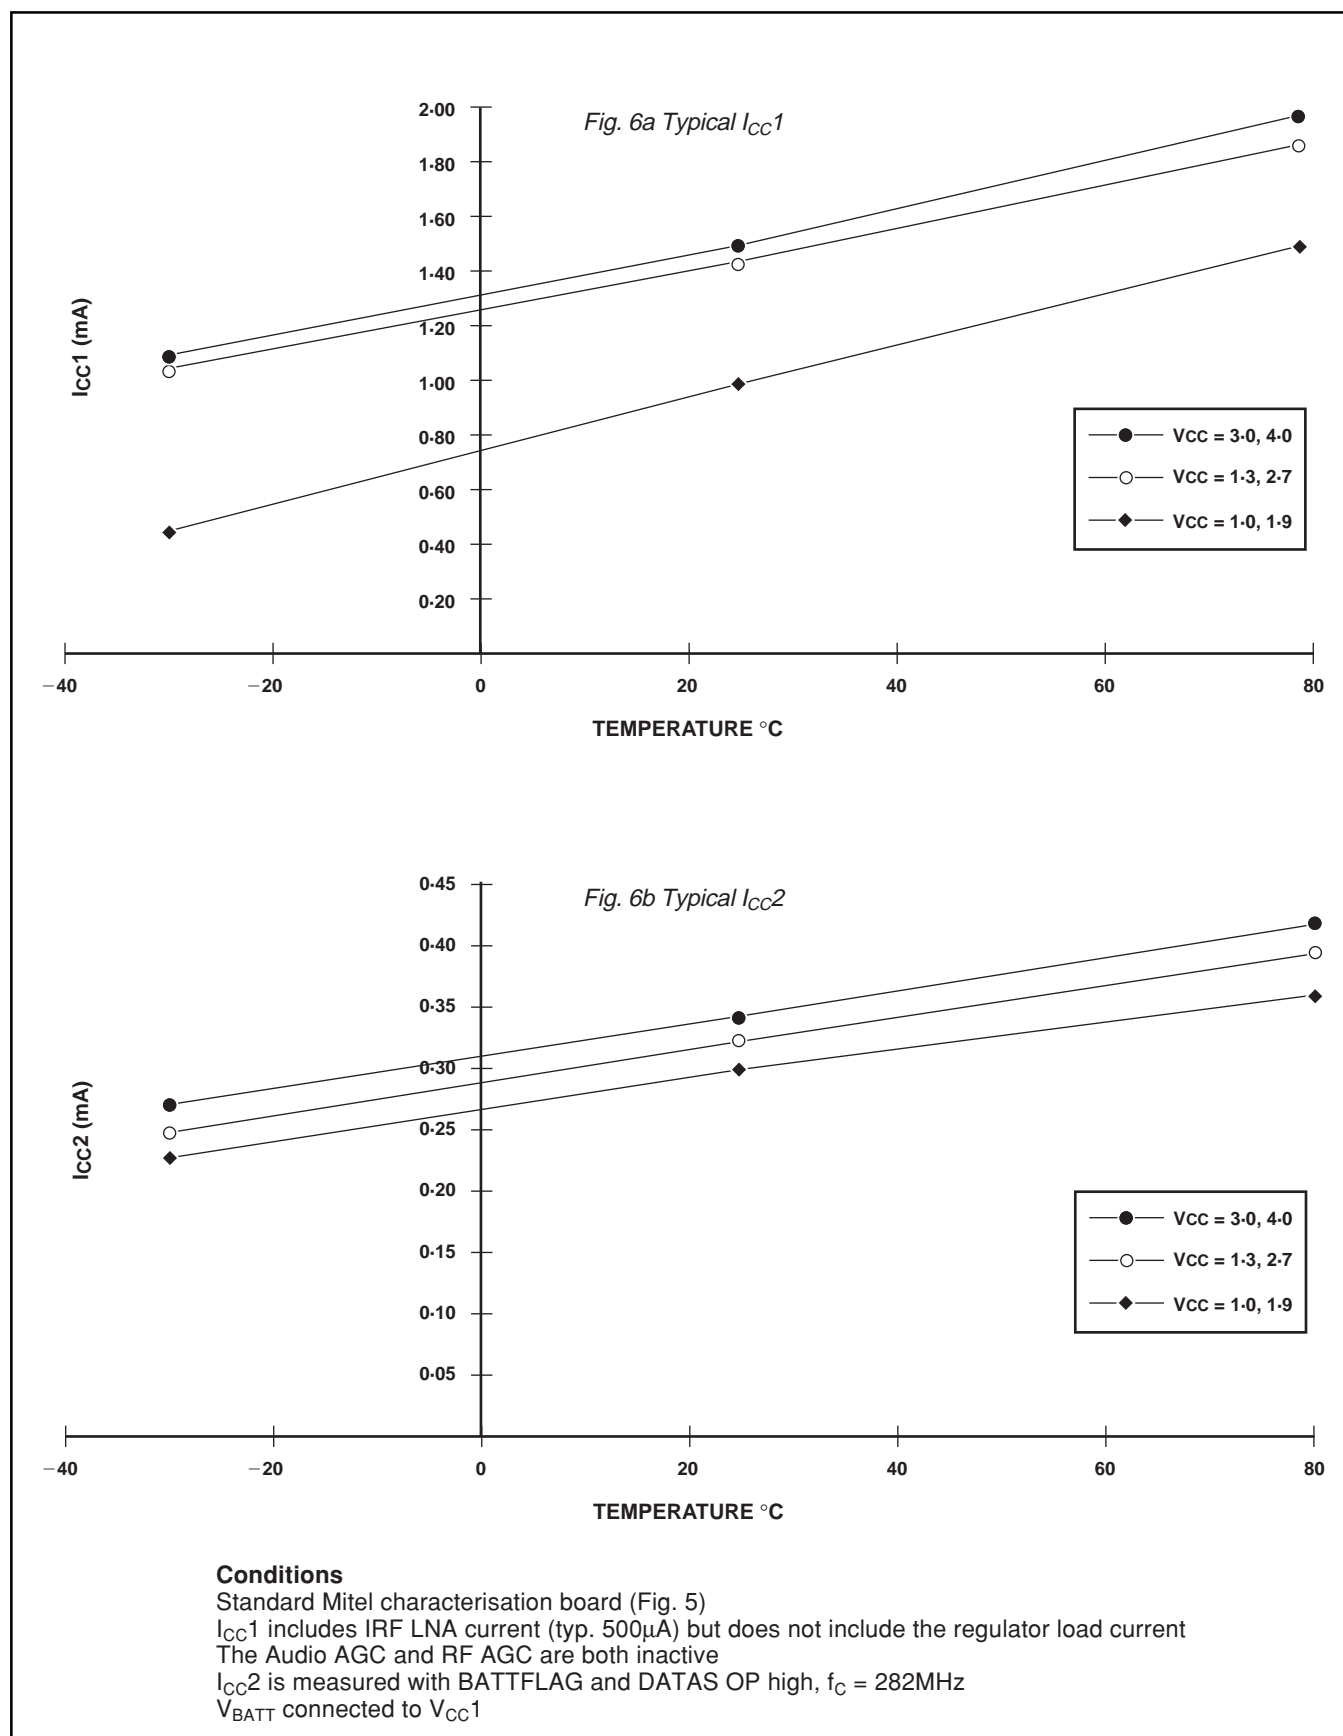 Fig. 6a Typical ICC1
2·00
1·80
1·60
1·40
1·20
1·00
0·80
0·60
0·40
0·20
ICC1 (mA)
VCC = 3·0, 4·0
VCC = 1·3, 2·7
VCC = 1·0, 1·9
−40 −20 0 20 40 60 80
TEMPERATURE °C
Fig. 6b Typical ICC2
0·45
0·40
0·35
0·30
0·25
0·20
0·15
0·10
0·05
ICC2 (mA)
VCC = 3·0, 4·0
VCC = 1·3, 2·7
VCC = 1·0, 1·9
−40 −20 0 20 40 60 80
TEMPERATURE °C
Conditions
Standard Mitel characterisation board (Fig. 5)
ICC1 includes IRF LNA current (typ. 500μA) but does not include the regulator load current
The Audio AGC and RF AGC are both inactive
ICC2 is measured with BATTFLAG and DATAS OP high, fC = 282MHz
VBATT connected to VCC1